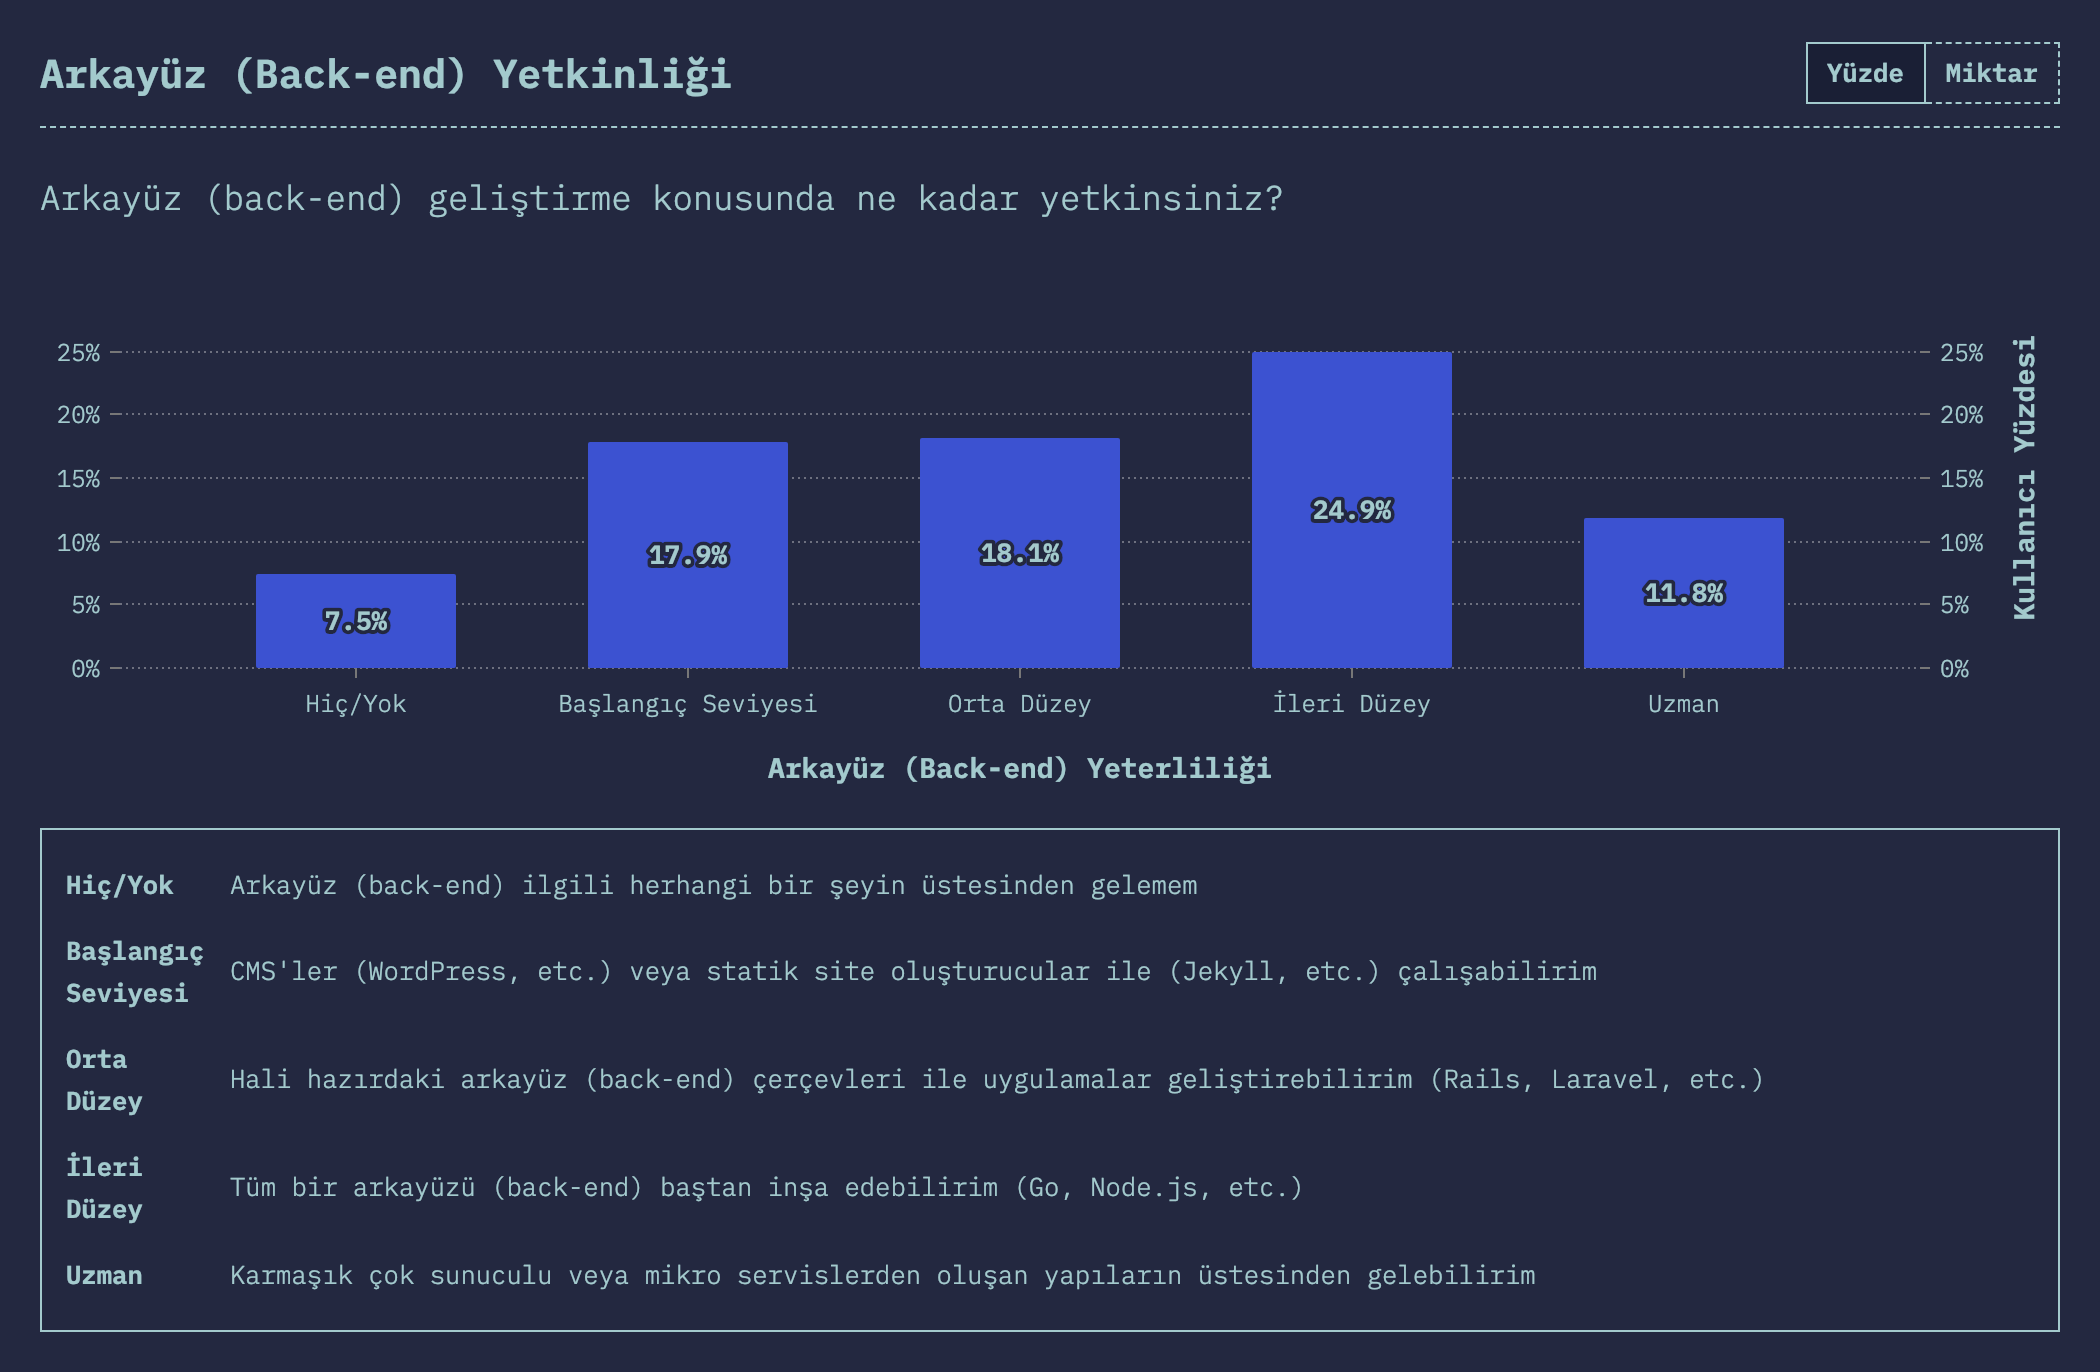 Arkayüz (Back-end) Yetkinliği
Yüzde Miktar
Arkayüz (back-end) geliştirme konusunda ne kadar yetkinsiniz?
25% 25%
20% 20%
15% 15%
10% 10%
5% 5%
0% 0%
Kullanıcı Yüzdesi
7.5% 17.9% 18.1% 24.9% 11.8%
Hiç/Yok Başlangıç Seviyesi Orta Düzey İleri Düzey Uzman
Arkayüz (Back-end) Yeterliliği
Hiç/Yok Arkayüz (back-end) ilgili herhangi bir şeyin üstesinden gelemem
Başlangıç
Seviyesi
CMS'ler (WordPress, etc.) veya statik site oluşturucular ile (Jekyll, etc.) çalışabilirim
Orta
Düzey
Hali hazırdaki arkayüz (back-end) çerçevleri ile uygulamalar geliştirebilirim (Rails, Laravel, etc.)
İleri
Düzey
Tüm bir arkayüzü (back-end) baştan inşa edebilirim (Go, Node.js, etc.)
Uzman Karmaşık çok sunuculu veya mikro servislerden oluşan yapıların üstesinden gelebilirim